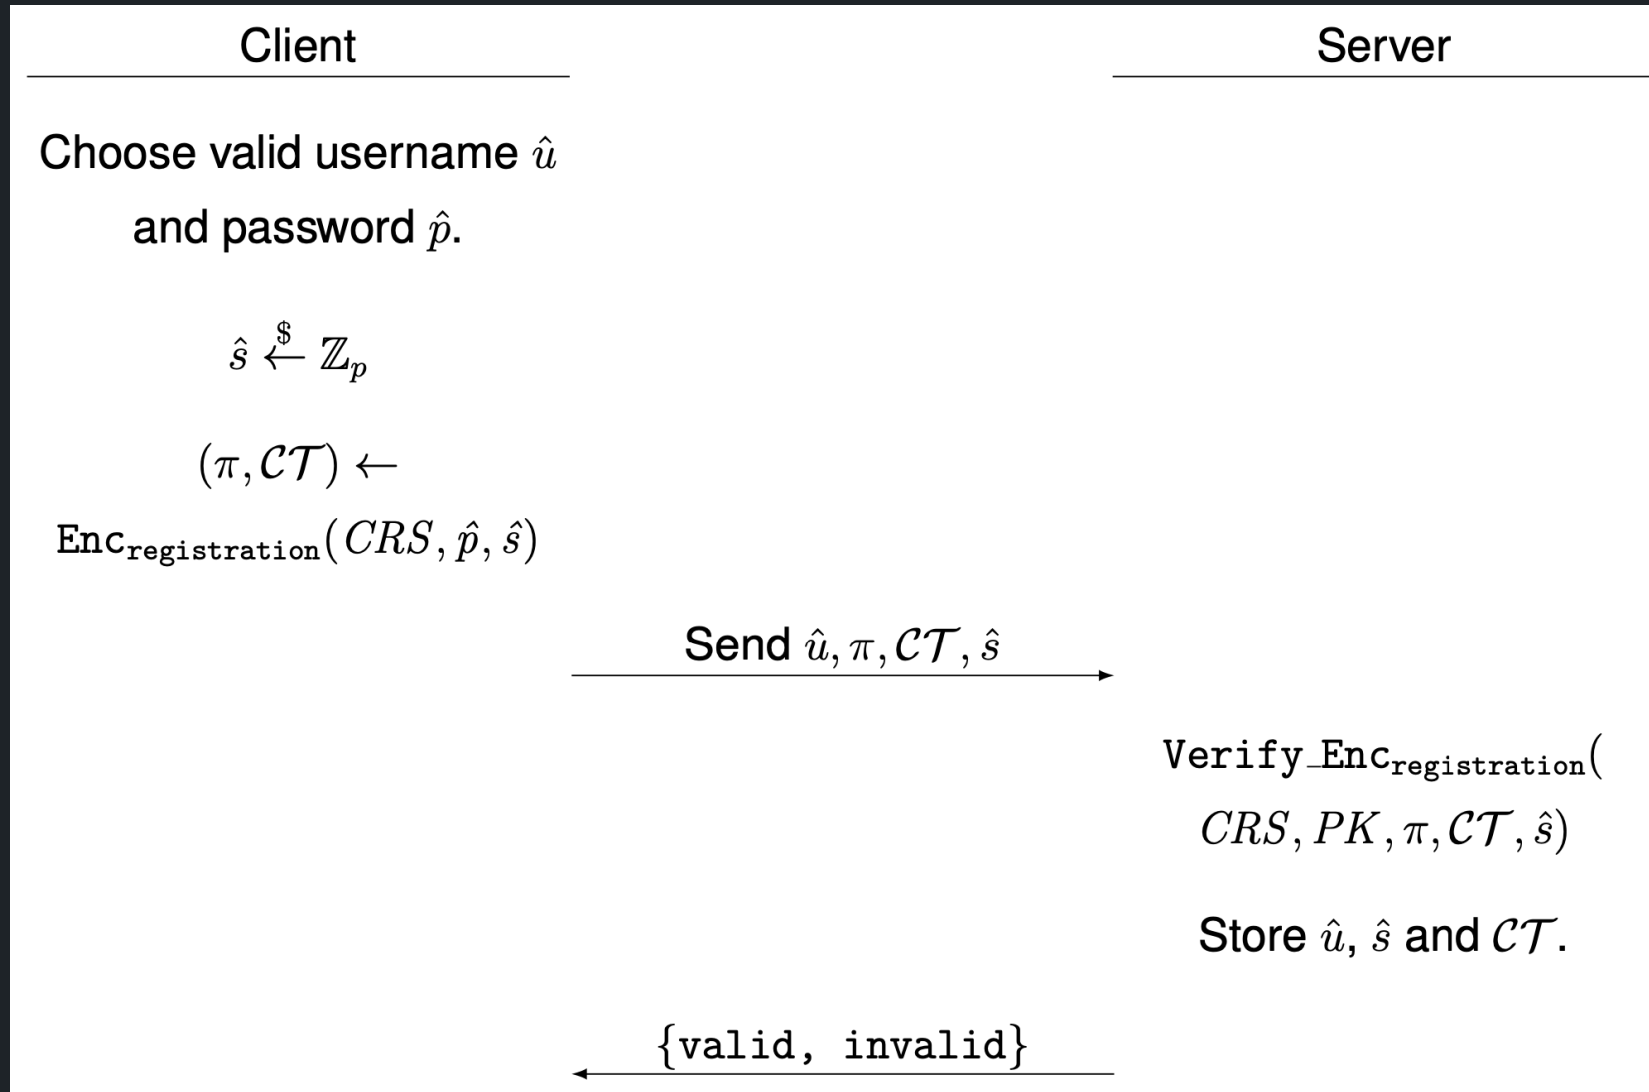 Client
Server
Choose valid username û
and password p̂.
ŝ ←$ ℤₚ
(π, 𝒞𝒯) ←
Enc_registration(CRS, p̂, ŝ)
Send û, π, 𝒞𝒯, ŝ
Verify_Enc_registration(
CRS, PK, π, 𝒞𝒯, ŝ)
Store û, ŝ and 𝒞𝒯.
{valid, invalid}